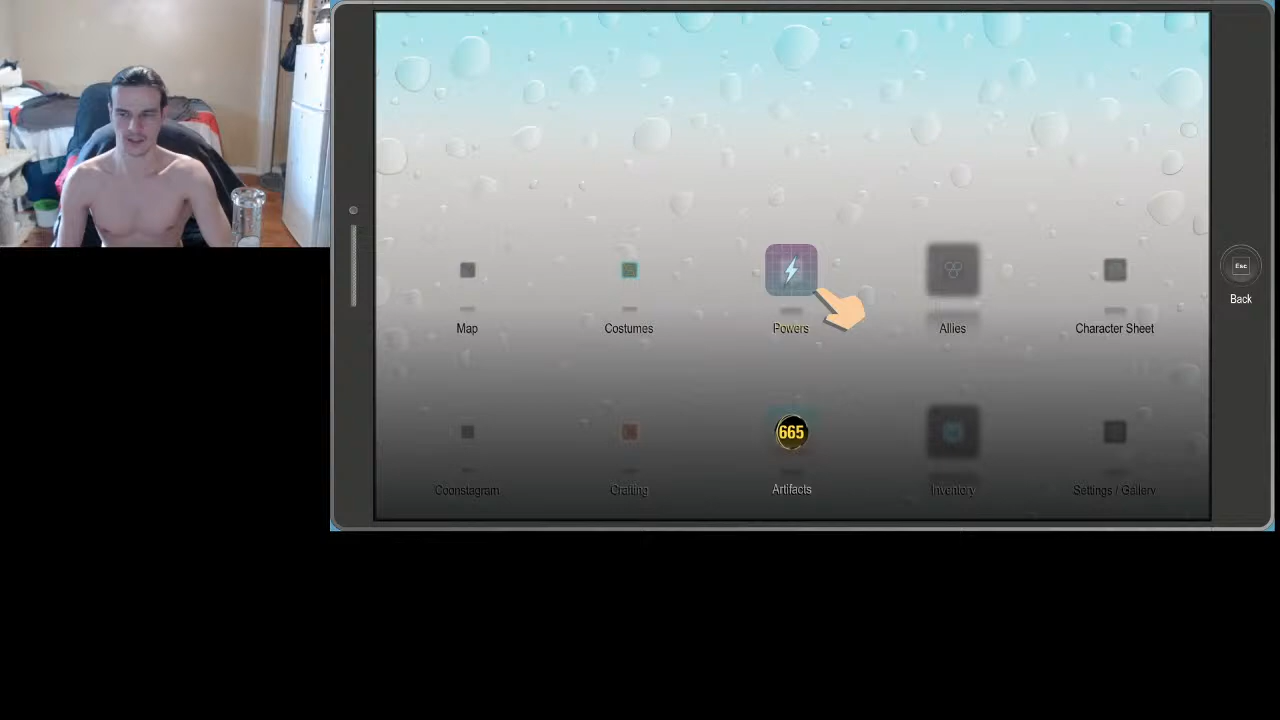 Map
Costumes
Powers
Allies
Character Sheet
Esc
Back
665
Coonstagram
Crafting
Artifacts
Inventory
Settings / Gallery